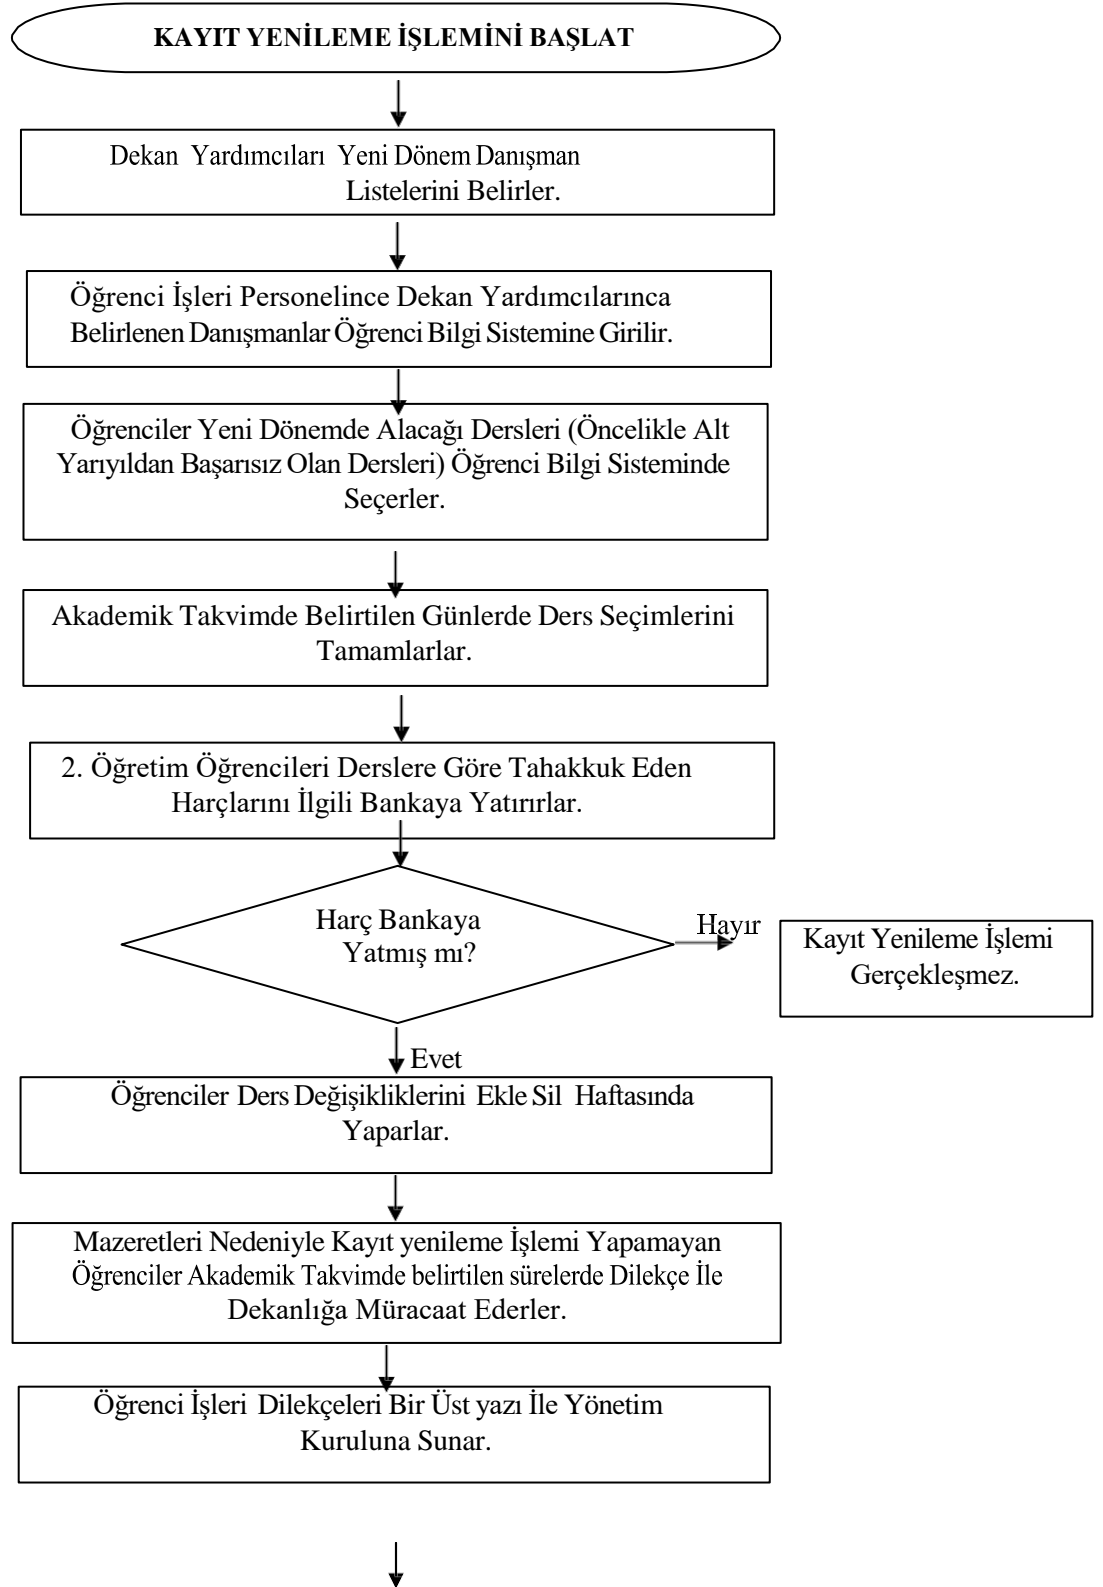 KAYIT YENİLEME İŞLEMİNİ BAŞLAT
Dekan Yardımcıları Yeni Dönem Danışman
Listelerini Belirler.
Öğrenci İşleri Personelince Dekan Yardımcılarınca
Belirlenen Danışmanlar Öğrenci Bilgi Sistemine Girilir.
Öğrenciler Yeni Dönemde Alacağı Dersleri (Öncelikle Alt
Yarıyıldan Başarısız Olan Dersleri) Öğrenci Bilgi Sisteminde
Seçerler.
Akademik Takvimde Belirtilen Günlerde Ders Seçimlerini
Tamamlarlar.
2. Öğretim Öğrencileri Derslere Göre Tahakkuk Eden
Harçlarını İlgili Bankaya Yatırırlar.
Harç Bankaya
Yatmış mı?
Hayır
Kayıt Yenileme İşlemi
Gerçekleşmez.
Evet
Öğrenciler Ders Değişikliklerini Ekle Sil Haftasında
Yaparlar.
Mazeretleri Nedeniyle Kayıt yenileme İşlemi Yapamayan
Öğrenciler Akademik Takvimde belirtilen sürelerde Dilekçe İle
Dekanlığa Müracaat Ederler.
Öğrenci İşleri Dilekçeleri Bir Üst yazı İle Yönetim
Kuruluna Sunar.